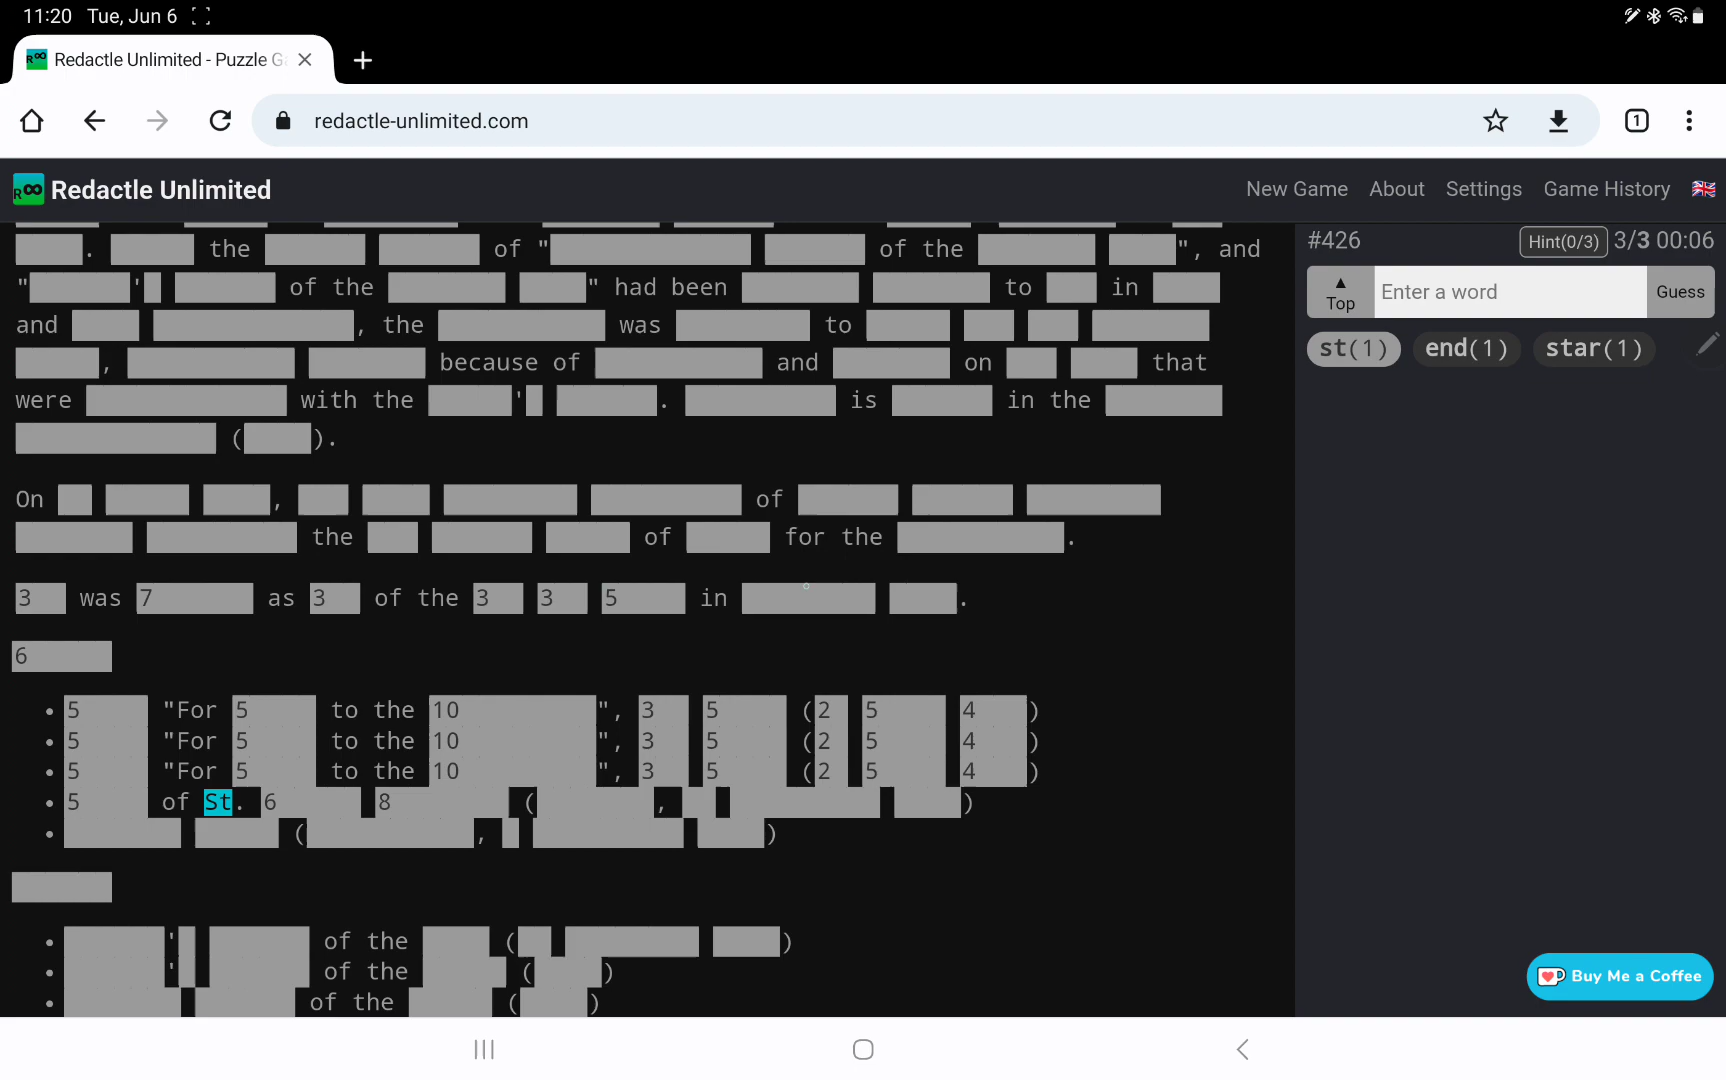 11:20 Tue, Jun 6
Redactle Unlimited - Puzzle G
redactle-unlimited.com
R∞ Redactle Unlimited
New Game About Settings Game History
. the of " of the ", and
" ' of the " had been to in
and , the was to
, because of and on that
were with the ' . is in the
( ).
On , of
the of for the .
3 was 7 as 3 of the 3 3 5 in .
6
• 5 "For 5 to the 10 ", 3 5 (2 5 4 )
• 5 "For 5 to the 10 ", 3 5 (2 5 4 )
• 5 "For 5 to the 10 ", 3 5 (2 5 4 )
• 5 of St. 6 8 ( , )
• ( , )
• ' of the ( )
• ' of the ( )
• of the ( )
#426 Hint(0/3) 3/3 00:06
▲ Top Enter a word Guess
st(1) end(1) star(1)
Buy Me a Coffee